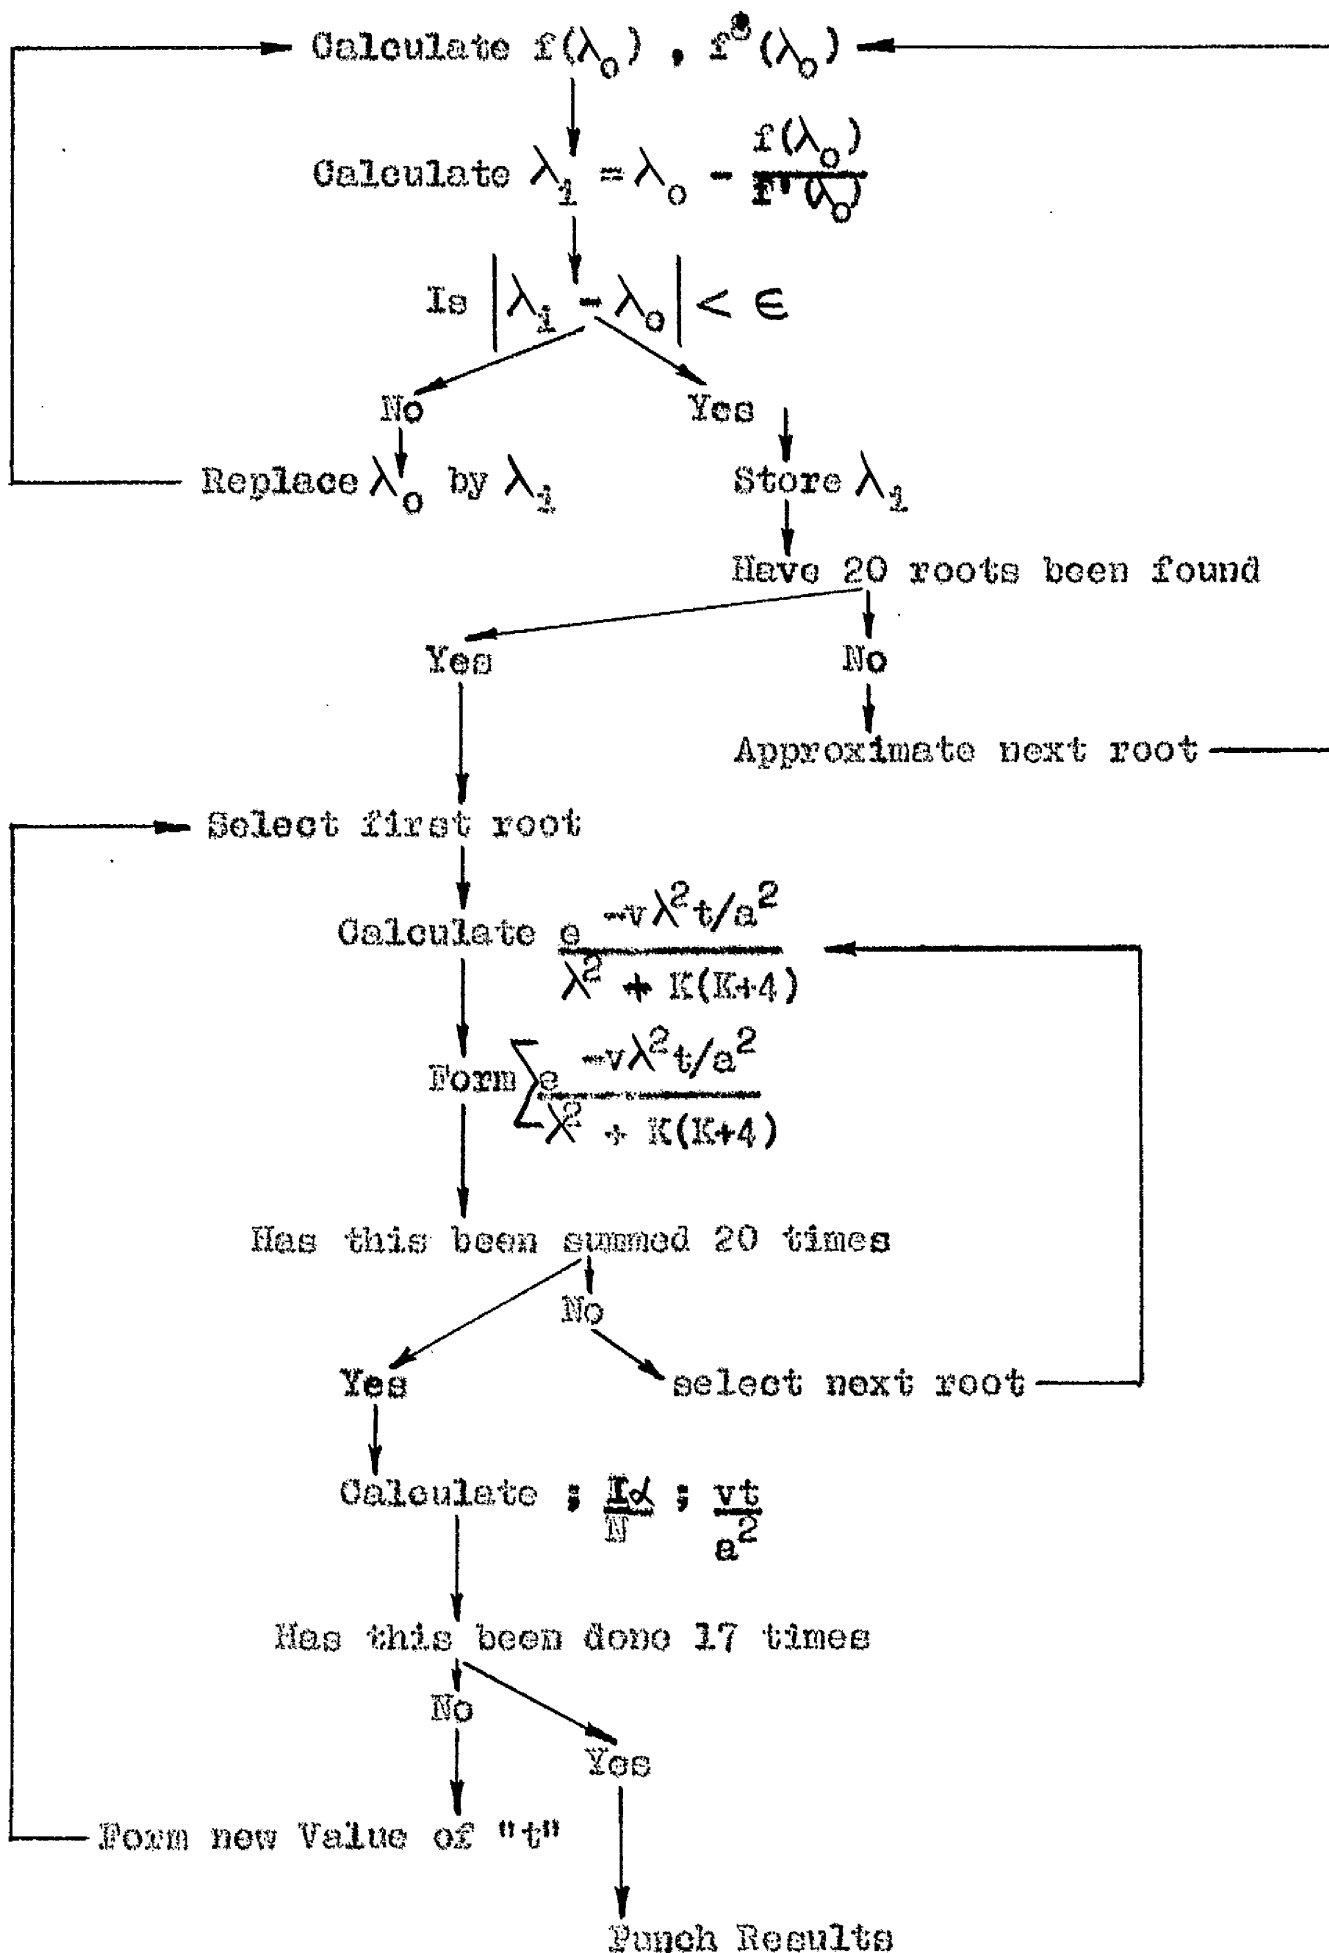 Calculate f(λ₀) , f'(λ₀)
Calculate λ₁ = λ₀ - f(λ₀)/f'(λ₀)
Is |λ₁ - λ₀| < ∈
No Yes
Replace λ₀ by λ₁ Store λ₁
Have 20 roots been found
Yes No
Approximate next root
Select first root
Calculate e^(-vλ²t/a²) / (λ² + K(K+4))
Form ∑ e^(-vλ²t/a²) / (λ² + K(K+4))
Has this been summed 20 times
No
Yes select next root
Calculate ; Iα/N ; vt/a²
Has this been done 17 times
No
Yes
Form new Value of "t"
Punch Results